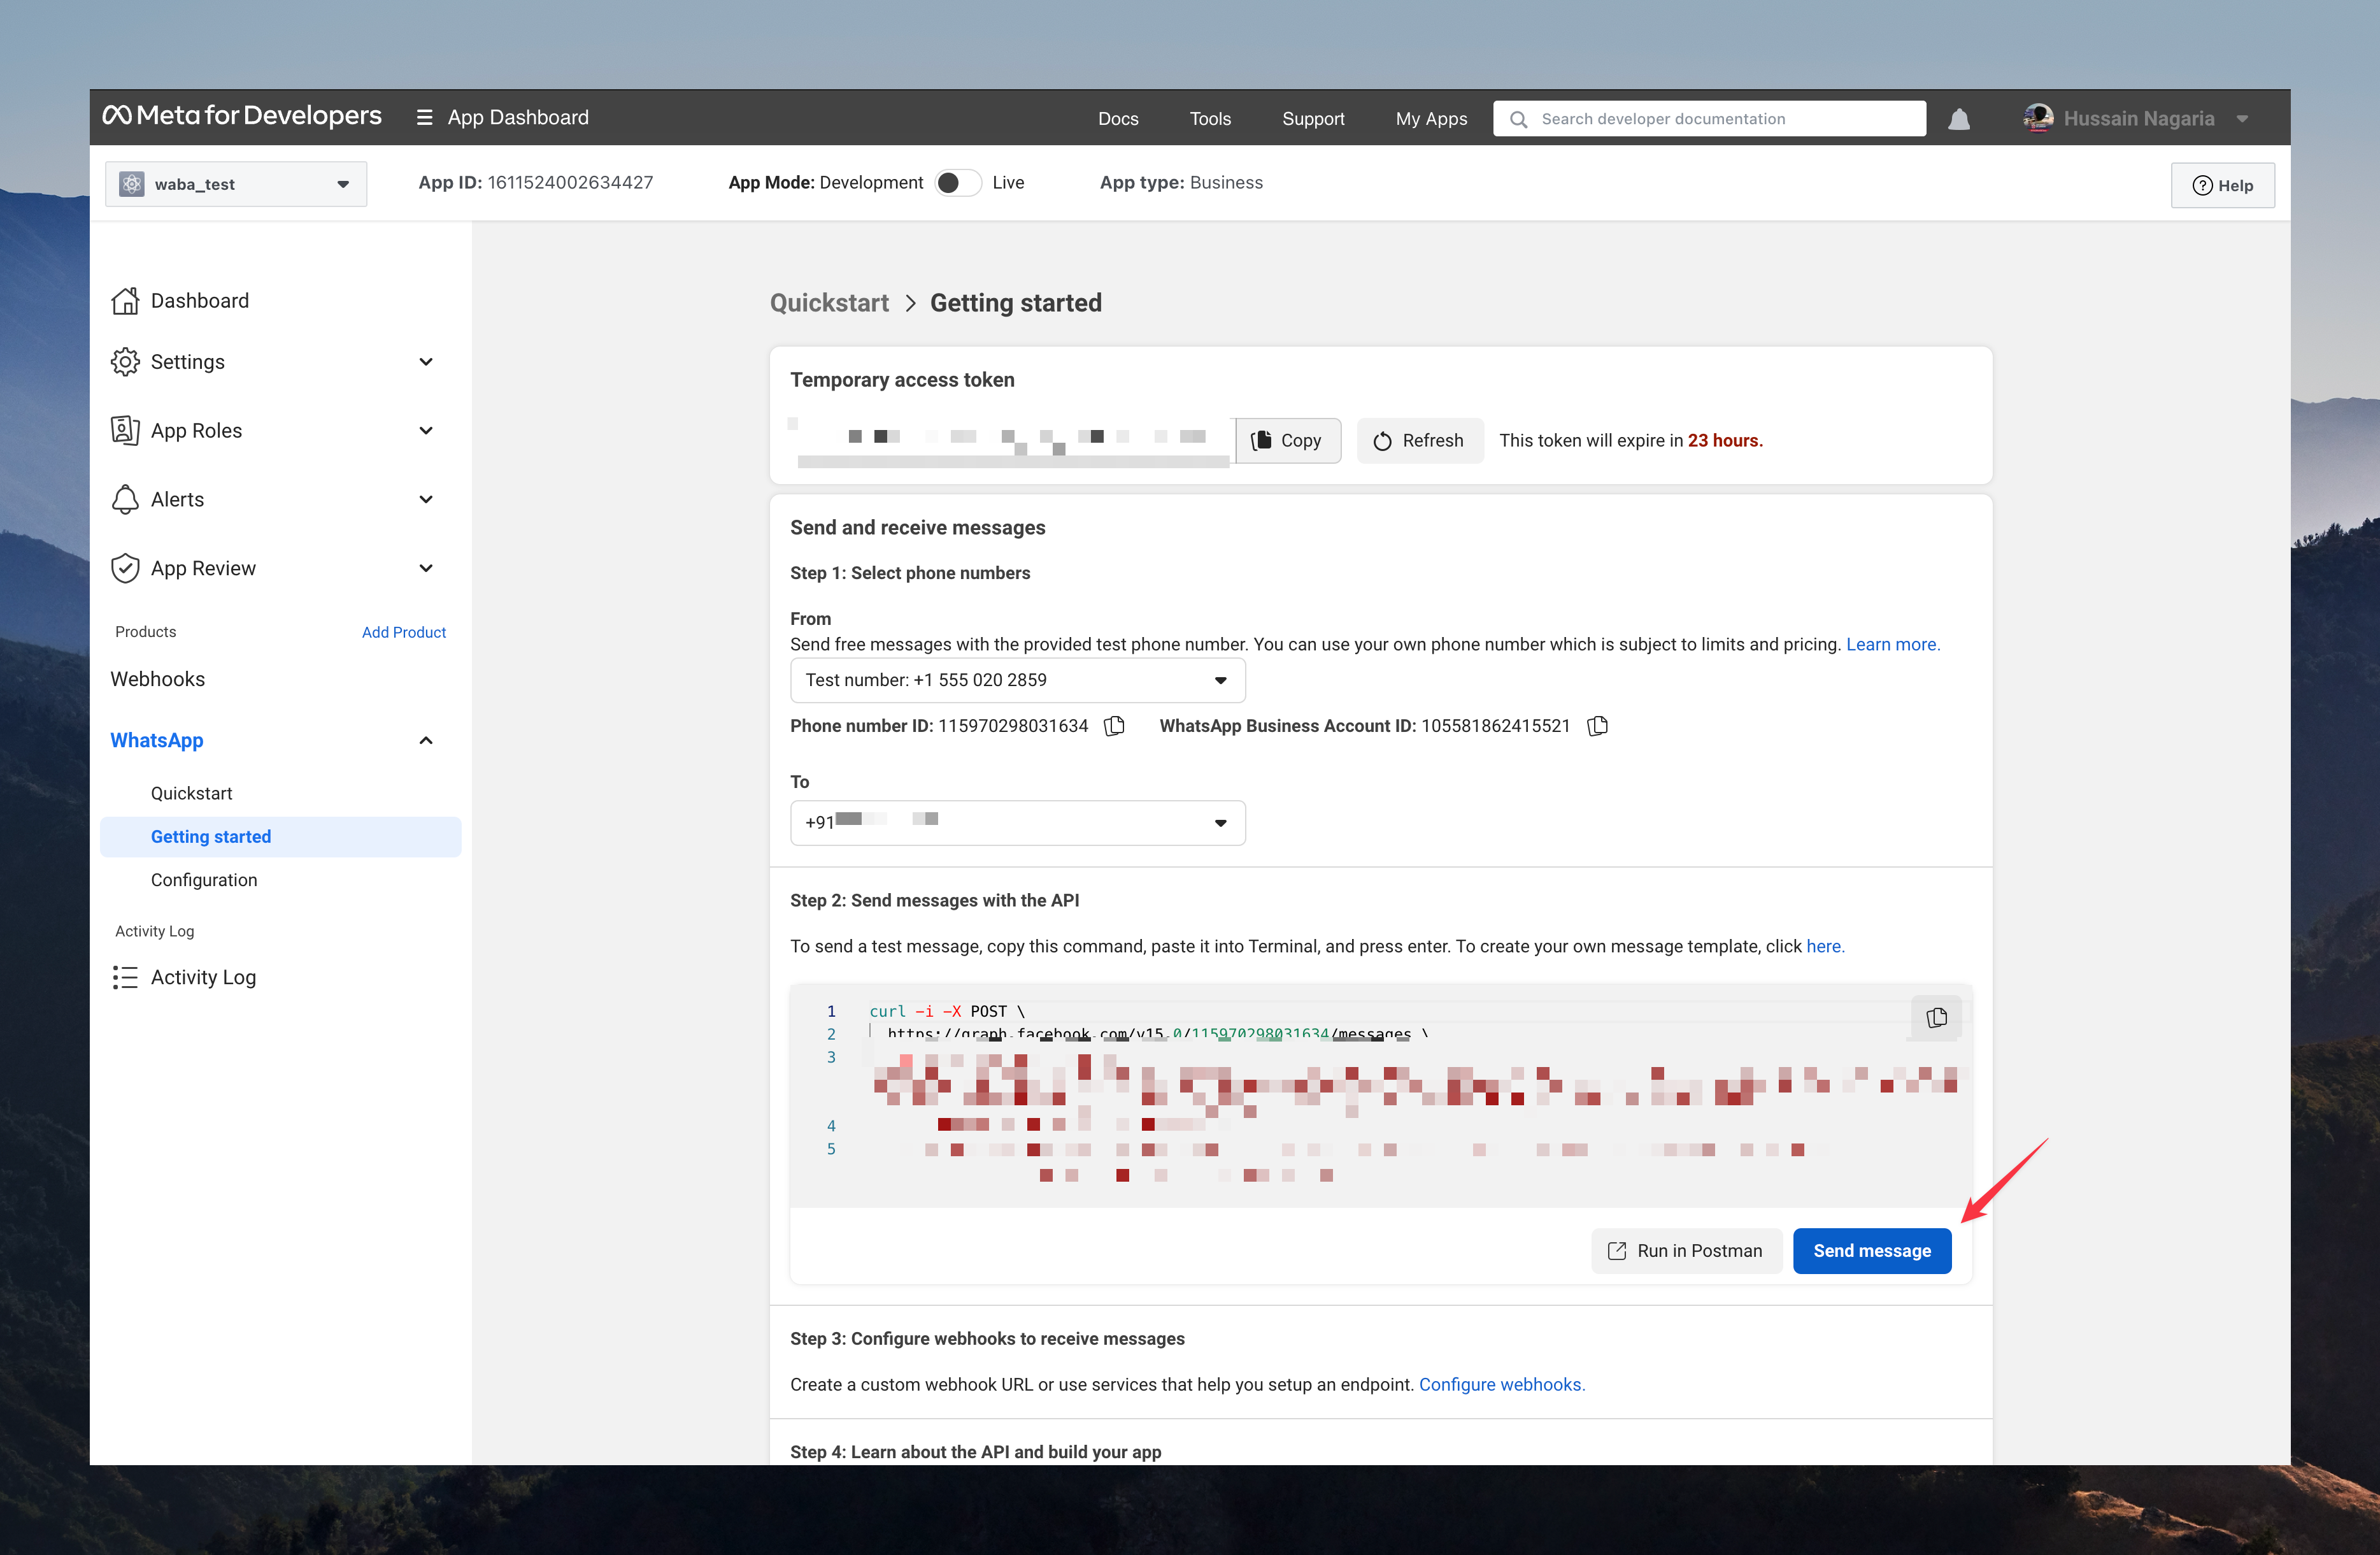 Meta for Developers
App Dashboard
Docs
Tools
Support
My Apps
Search developer documentation
Hussain Nagaria
waba_test
App ID: 1611524002634427
App Mode: Development
Live
App type: Business
Help
Dashboard
Settings
App Roles
Alerts
App Review
Products
Add Product
Webhooks
WhatsApp
Quickstart
Getting started
Configuration
Activity Log
Activity Log
Quickstart > Getting started
Temporary access token
Copy
Refresh
This token will expire in 23 hours.
Send and receive messages
Step 1: Select phone numbers
From
Send free messages with the provided test phone number. You can use your own phone number which is subject to limits and pricing. Learn more.
Test number: +1 555 020 2859
Phone number ID: 115970298031634
WhatsApp Business Account ID: 105581862415521
To
+91
Step 2: Send messages with the API
To send a test message, copy this command, paste it into Terminal, and press enter. To create your own message template, click here.
1 curl -i -X POST \
2 https://graph.facebook.com/v15.0/115970298031634/messages \
3
4
5
Run in Postman
Send message
Step 3: Configure webhooks to receive messages
Create a custom webhook URL or use services that help you setup an endpoint. Configure webhooks.
Step 4: Learn about the API and build your app